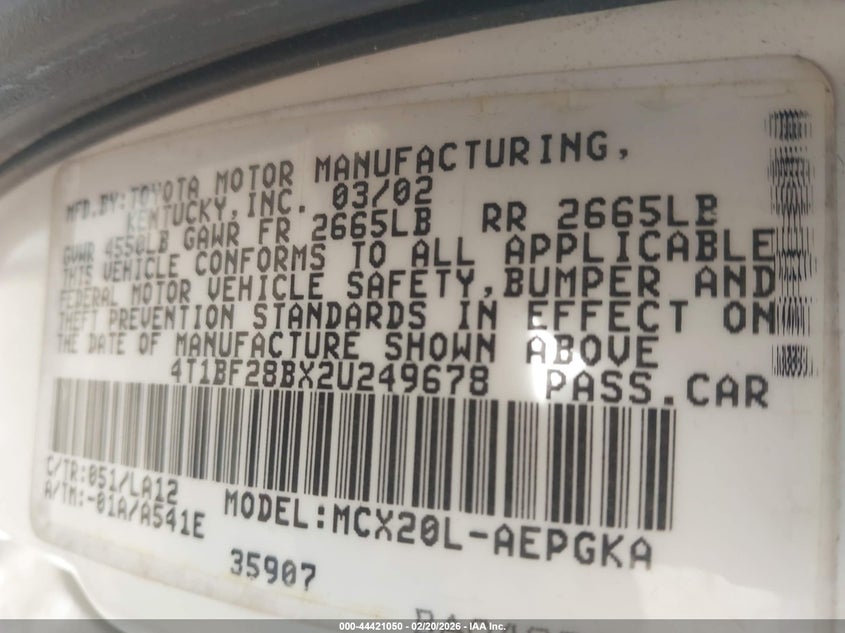 MFD.BY:TOYOTA MOTOR MANUFACTURING,
KENTUCKY,INC. 03/02
GVWR 4550LB GAWR FR 2665LB RR 2665LB
THIS VEHICLE CONFORMS TO ALL APPLICABLE
FEDERAL MOTOR VEHICLE SAFETY,BUMPER AND
THEFT PREVENTION STANDARDS IN EFFECT ON
THE DATE OF MANUFACTURE SHOWN ABOVE
4T1BF28BX2U249678 PASS.CAR
C/TR:051/LA12
A/TM:-01A/A541E
MODEL:MCX20L-AEPGKA
35907
000-44421050 - 02/20/2026 - IAA Inc.